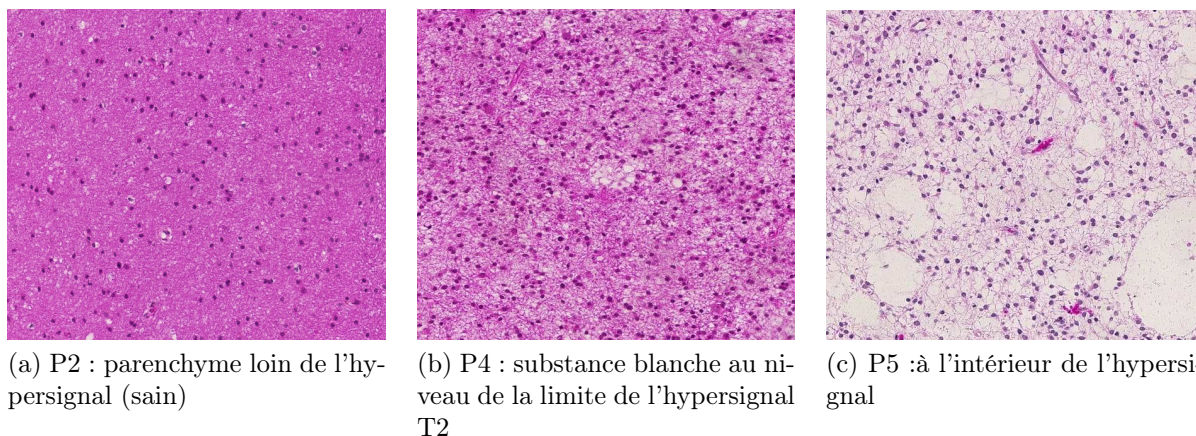 (a) P2 : parenchyme loin de l'hy-
persignal (sain)
(b) P4 : substance blanche au ni-
veau de la limite de l'hypersignal
T2
(c) P5 :à l'intérieur de l'hypersi-
gnal